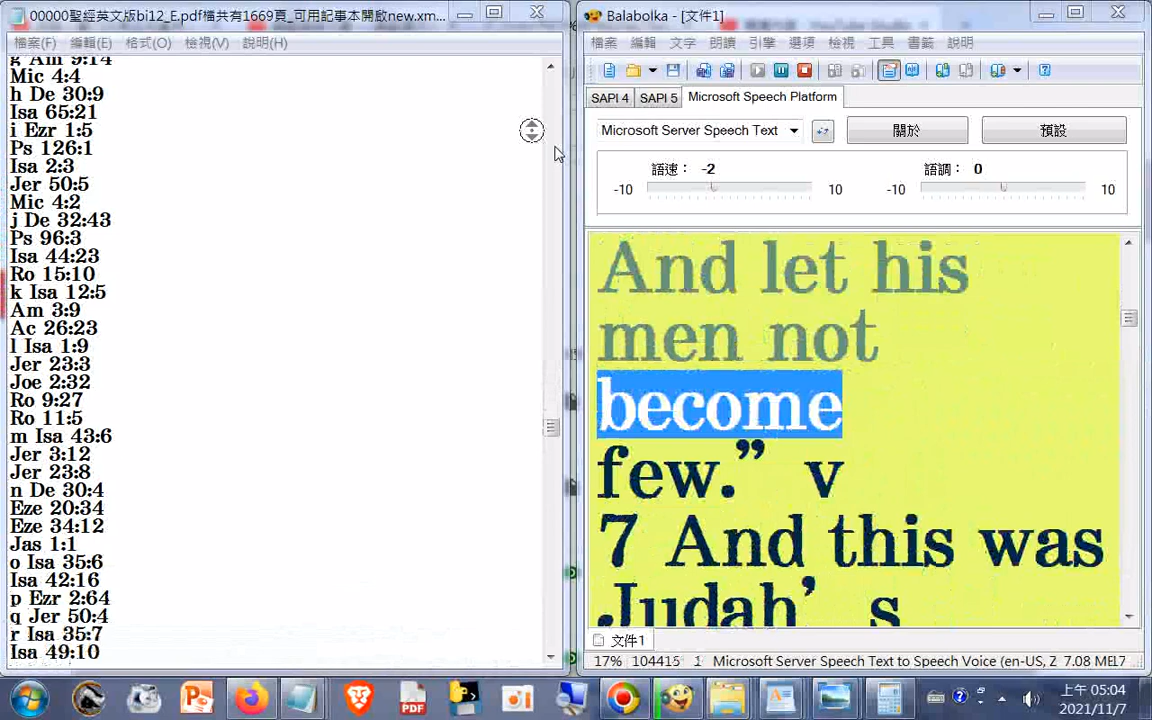 00000聖經英文版bi12_E.pdf檔共有1669頁_可用記事本開啟new.xm...
檔案(F) 編輯(E) 格式(O) 檢視(V) 說明(H)
g Am 9:14
Mic 4:4
h De 30:9
Isa 65:21
i Ezr 1:5
Ps 126:1
Isa 2:3
Jer 50:5
Mic 4:2
j De 32:43
Ps 96:3
Isa 44:23
Ro 15:10
k Isa 12:5
Am 3:9
Ac 26:23
l Isa 1:9
Jer 23:3
Joe 2:32
Ro 9:27
Ro 11:5
m Isa 43:6
Jer 3:12
Jer 23:8
n De 30:4
Eze 20:34
Eze 34:12
Jas 1:1
o Isa 35:6
Isa 42:16
p Ezr 2:64
q Jer 50:4
r Isa 35:7
Isa 49:10
Balabolka - [文件1]
檔案 編輯 文字 朗讀 引擎 選項 檢視 工具 書籤 說明
SAPI 4 SAPI 5 Microsoft Speech Platform
Microsoft Server Speech Text 關於 預設
語速： -2 語調： 0
-10 10 -10 10
And let his
men not
become
few.” v
7 And this was
Judah’ s
文件1
17% 104415 1 Microsoft Server Speech Text to Speech Voice (en-US, Z 7.08 MB
上午 05:04
2021/11/7